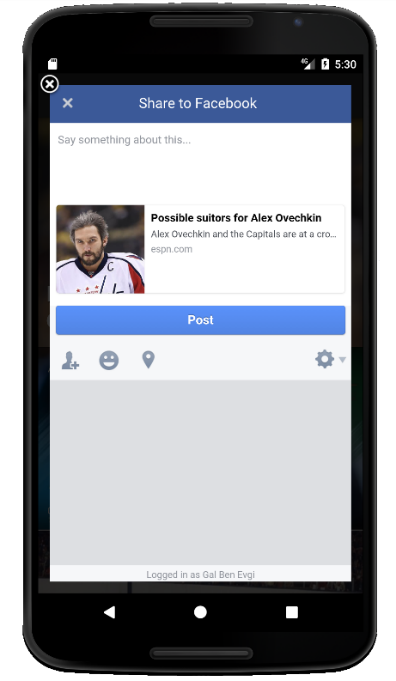 4G 5:30
Share to Facebook
Say something about this...
Possible suitors for Alex Ovechkin
Alex Ovechkin and the Capitals are at a cro...
espn.com
C
Post
Logged in as Gal Ben Evgi